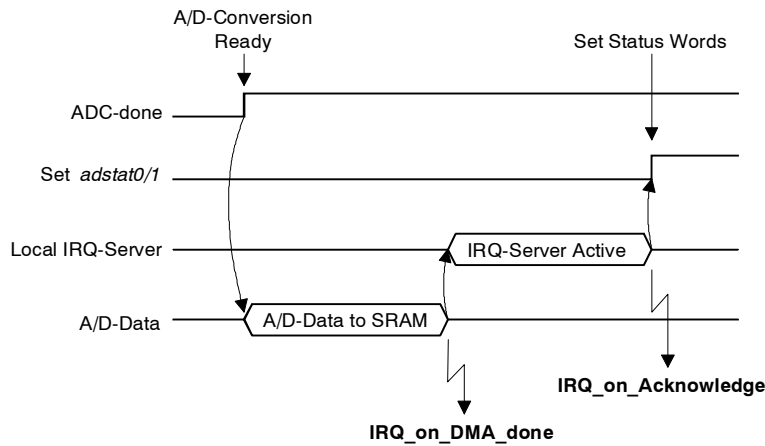 A/D-Conversion
Ready
Set Status Words
ADC-done
Set adstat0/1
Local IRQ-Server
IRQ-Server Active
A/D-Data
A/D-Data to SRAM
IRQ_on_Acknowledge
IRQ_on_DMA_done